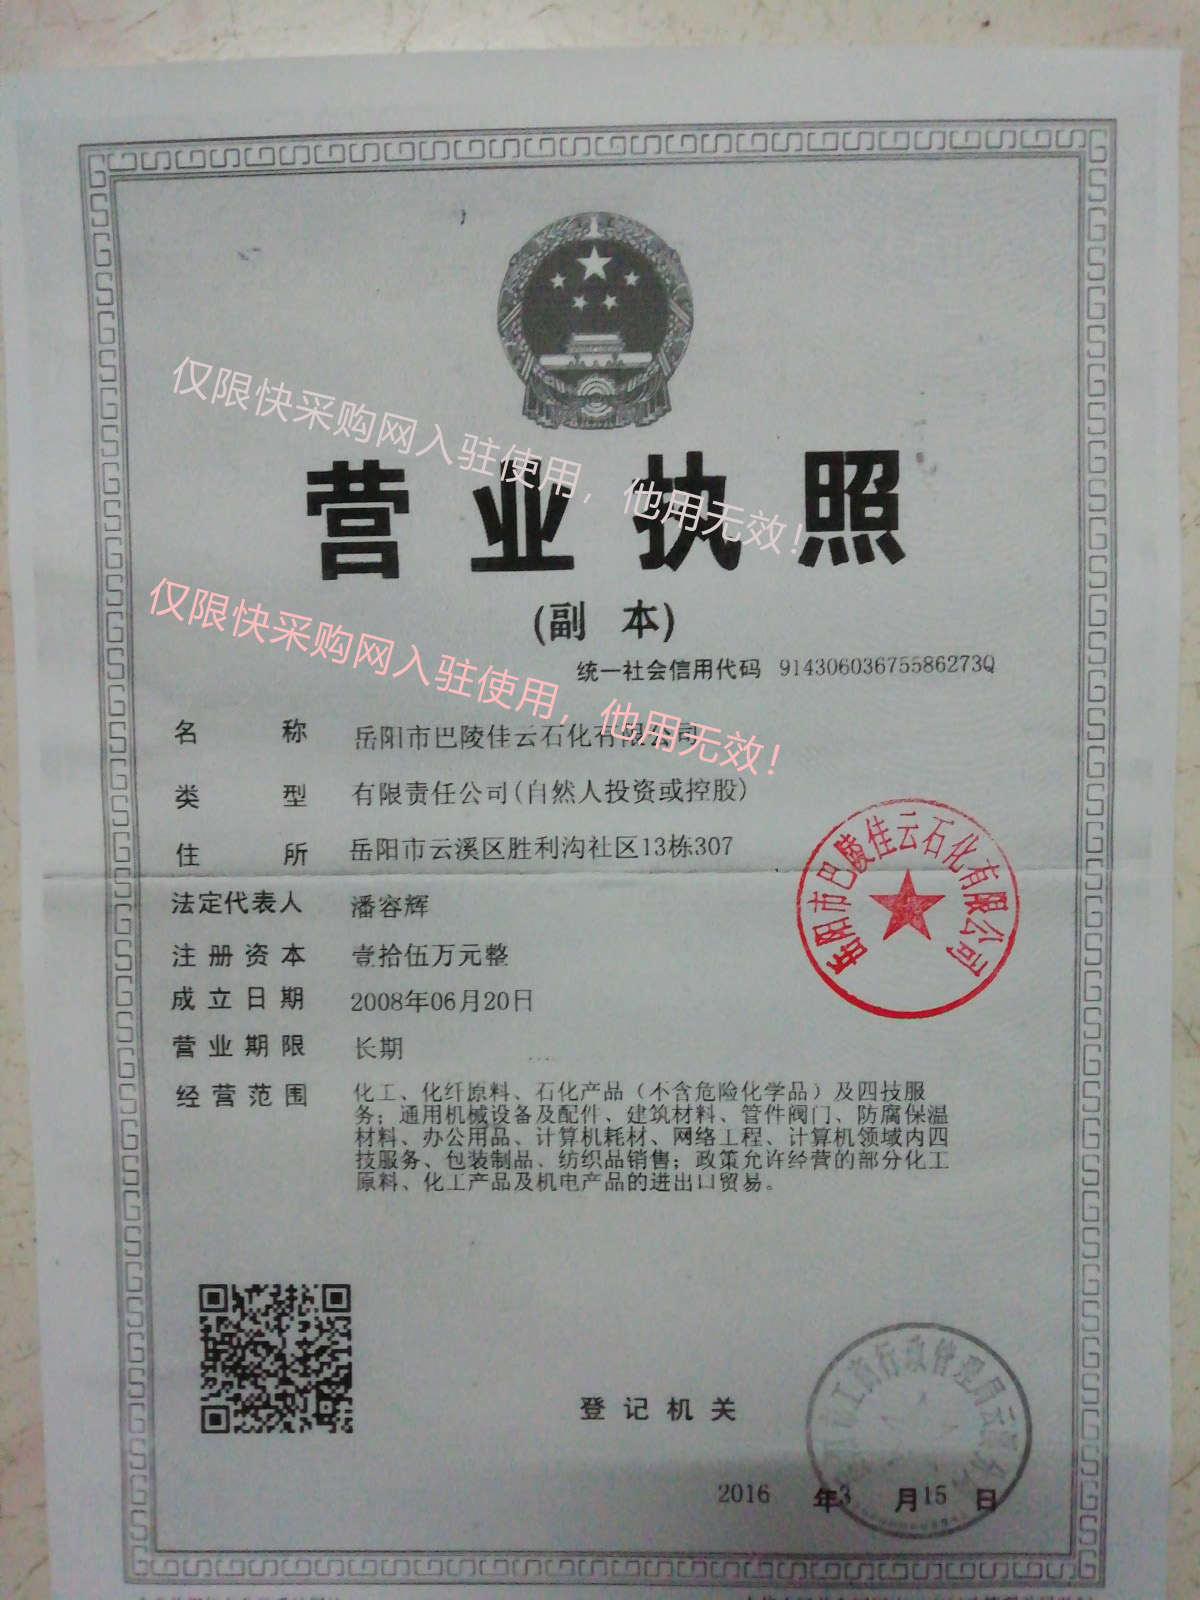 营业执照
(副 本)
统一社会信用代码 91430603675586273Q
名 称 岳阳市巴陵佳云石化有限公司
类 型 有限责任公司(自然人投资或控股)
住 所 岳阳市云溪区胜利沟社区13栋307
法定代表人 潘容辉
注册资本 壹拾伍万元整
成立日期 2008年06月20日
营业期限 长期
经营范围 化工、化纤原料、石化产品（不含危险化学品）及四技服
务；通用机械设备及配件、建筑材料、管件阀门、防腐保温
材料、办公用品、计算机耗材、网络工程、计算机领域内四
技服务、包装制品、纺织品销售；政策允许经营的部分化工
原料、化工产品及机电产品的进出口贸易。
登记机关
2016 年3 月15 日
岳阳市巴陵佳云石化有限公司
市工商行政管理局云溪分
仅限快采购网入驻使用，他用无效！
仅限快采购网入驻使用，他用无效！